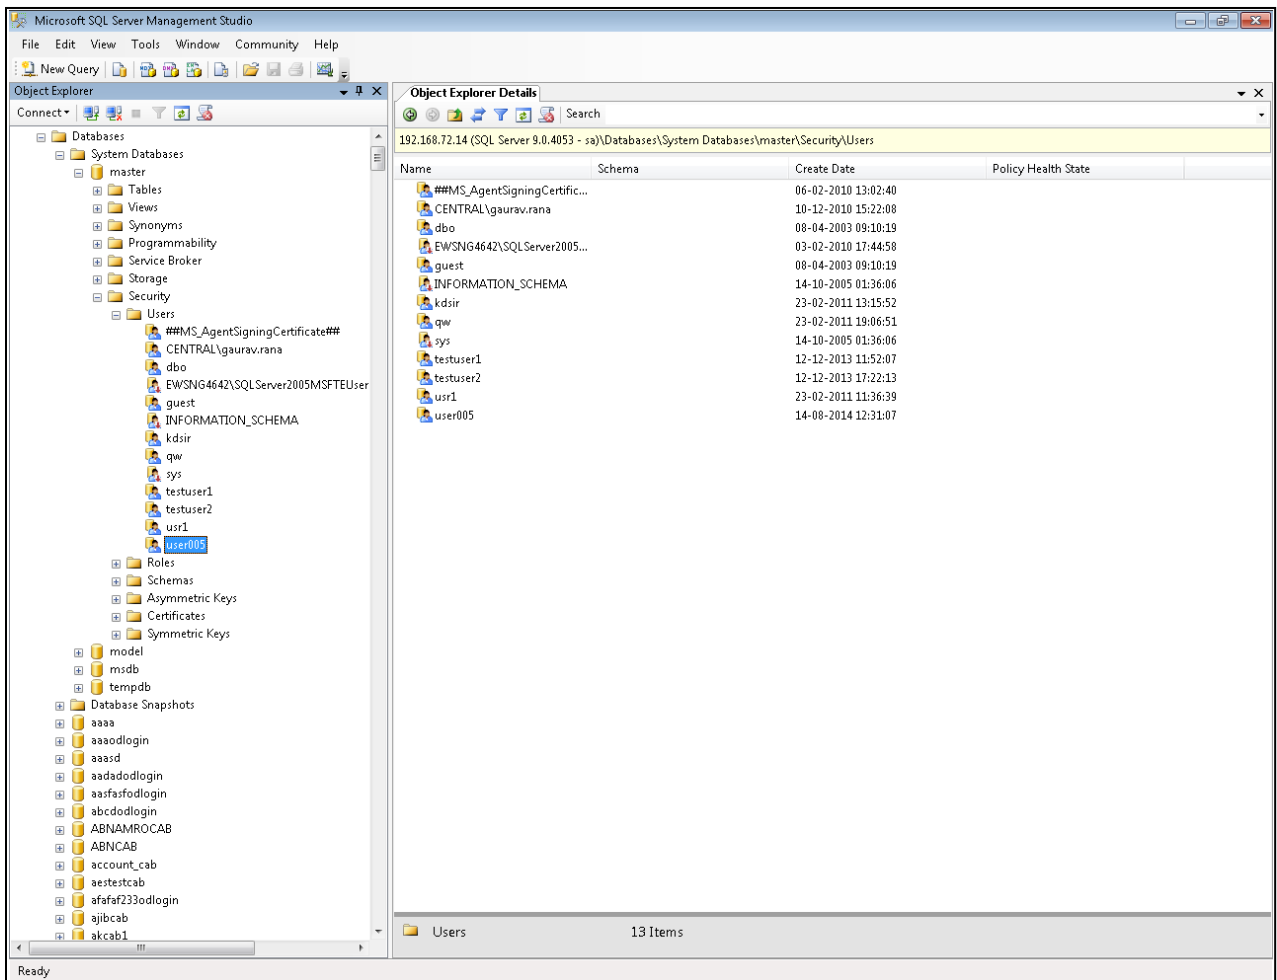 Microsoft SQL Server Management Studio
File Edit View Tools Window Community Help
New Query
Object Explorer
Connect
Databases
System Databases
master
Tables
Views
Synonyms
Programmability
Service Broker
Storage
Security
Users
##MS_AgentSigningCertificate##
CENTRAL\gaurav.rana
dbo
EWSNG4642\SQLServer2005MSFTEUser
guest
INFORMATION_SCHEMA
kdsir
qw
sys
testuser1
testuser2
usr1
user005
Roles
Schemas
Asymmetric Keys
Certificates
Symmetric Keys
model
msdb
tempdb
Database Snapshots
aaaa
aaaodlogin
aaasd
aadadodlogin
aasfasfodlogin
abcdodlogin
ABNAMROCAB
ABNCAB
account_cab
aestestcab
afafaf233odlogin
ajibcab
akcab1
Object Explorer Details
Search
192.168.72.14 (SQL Server 9.0.4053 - sa)\Databases\System Databases\master\Security\Users
Name Schema Create Date Policy Health State
##MS_AgentSigningCertific... 06-02-2010 13:02:40
CENTRAL\gaurav.rana 10-12-2010 15:22:08
dbo 08-04-2003 09:10:19
EWSNG4642\SQLServer2005... 03-02-2010 17:44:58
guest 08-04-2003 09:10:19
INFORMATION_SCHEMA 14-10-2005 01:36:06
kdsir 23-02-2011 13:15:52
qw 23-02-2011 19:06:51
sys 14-10-2005 01:36:06
testuser1 12-12-2013 11:52:07
testuser2 12-12-2013 17:22:13
usr1 23-02-2011 11:36:39
user005 14-08-2014 12:31:07
Users 13 Items
Ready